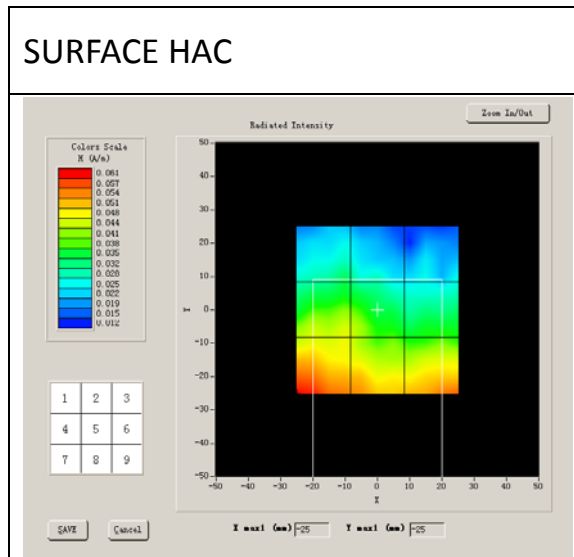 SURFACE HAC
Zoom In/Out
Radiated Intensity
Colors Scale
H (A/m)
0.061
0.057
0.054
0.051
0.048
0.044
0.041
0.038
0.035
0.032
0.028
0.025
0.022
0.019
0.015
0.012
50
40
30
20
10
0
-10
-20
-30
-40
-50
Y
-50 -40 -30 -20 -10 0 10 20 30 40 50
X
1 2 3
4 5 6
7 8 9
SAVE Cancel
X maxi (mm) -25 Y maxi (mm) -25